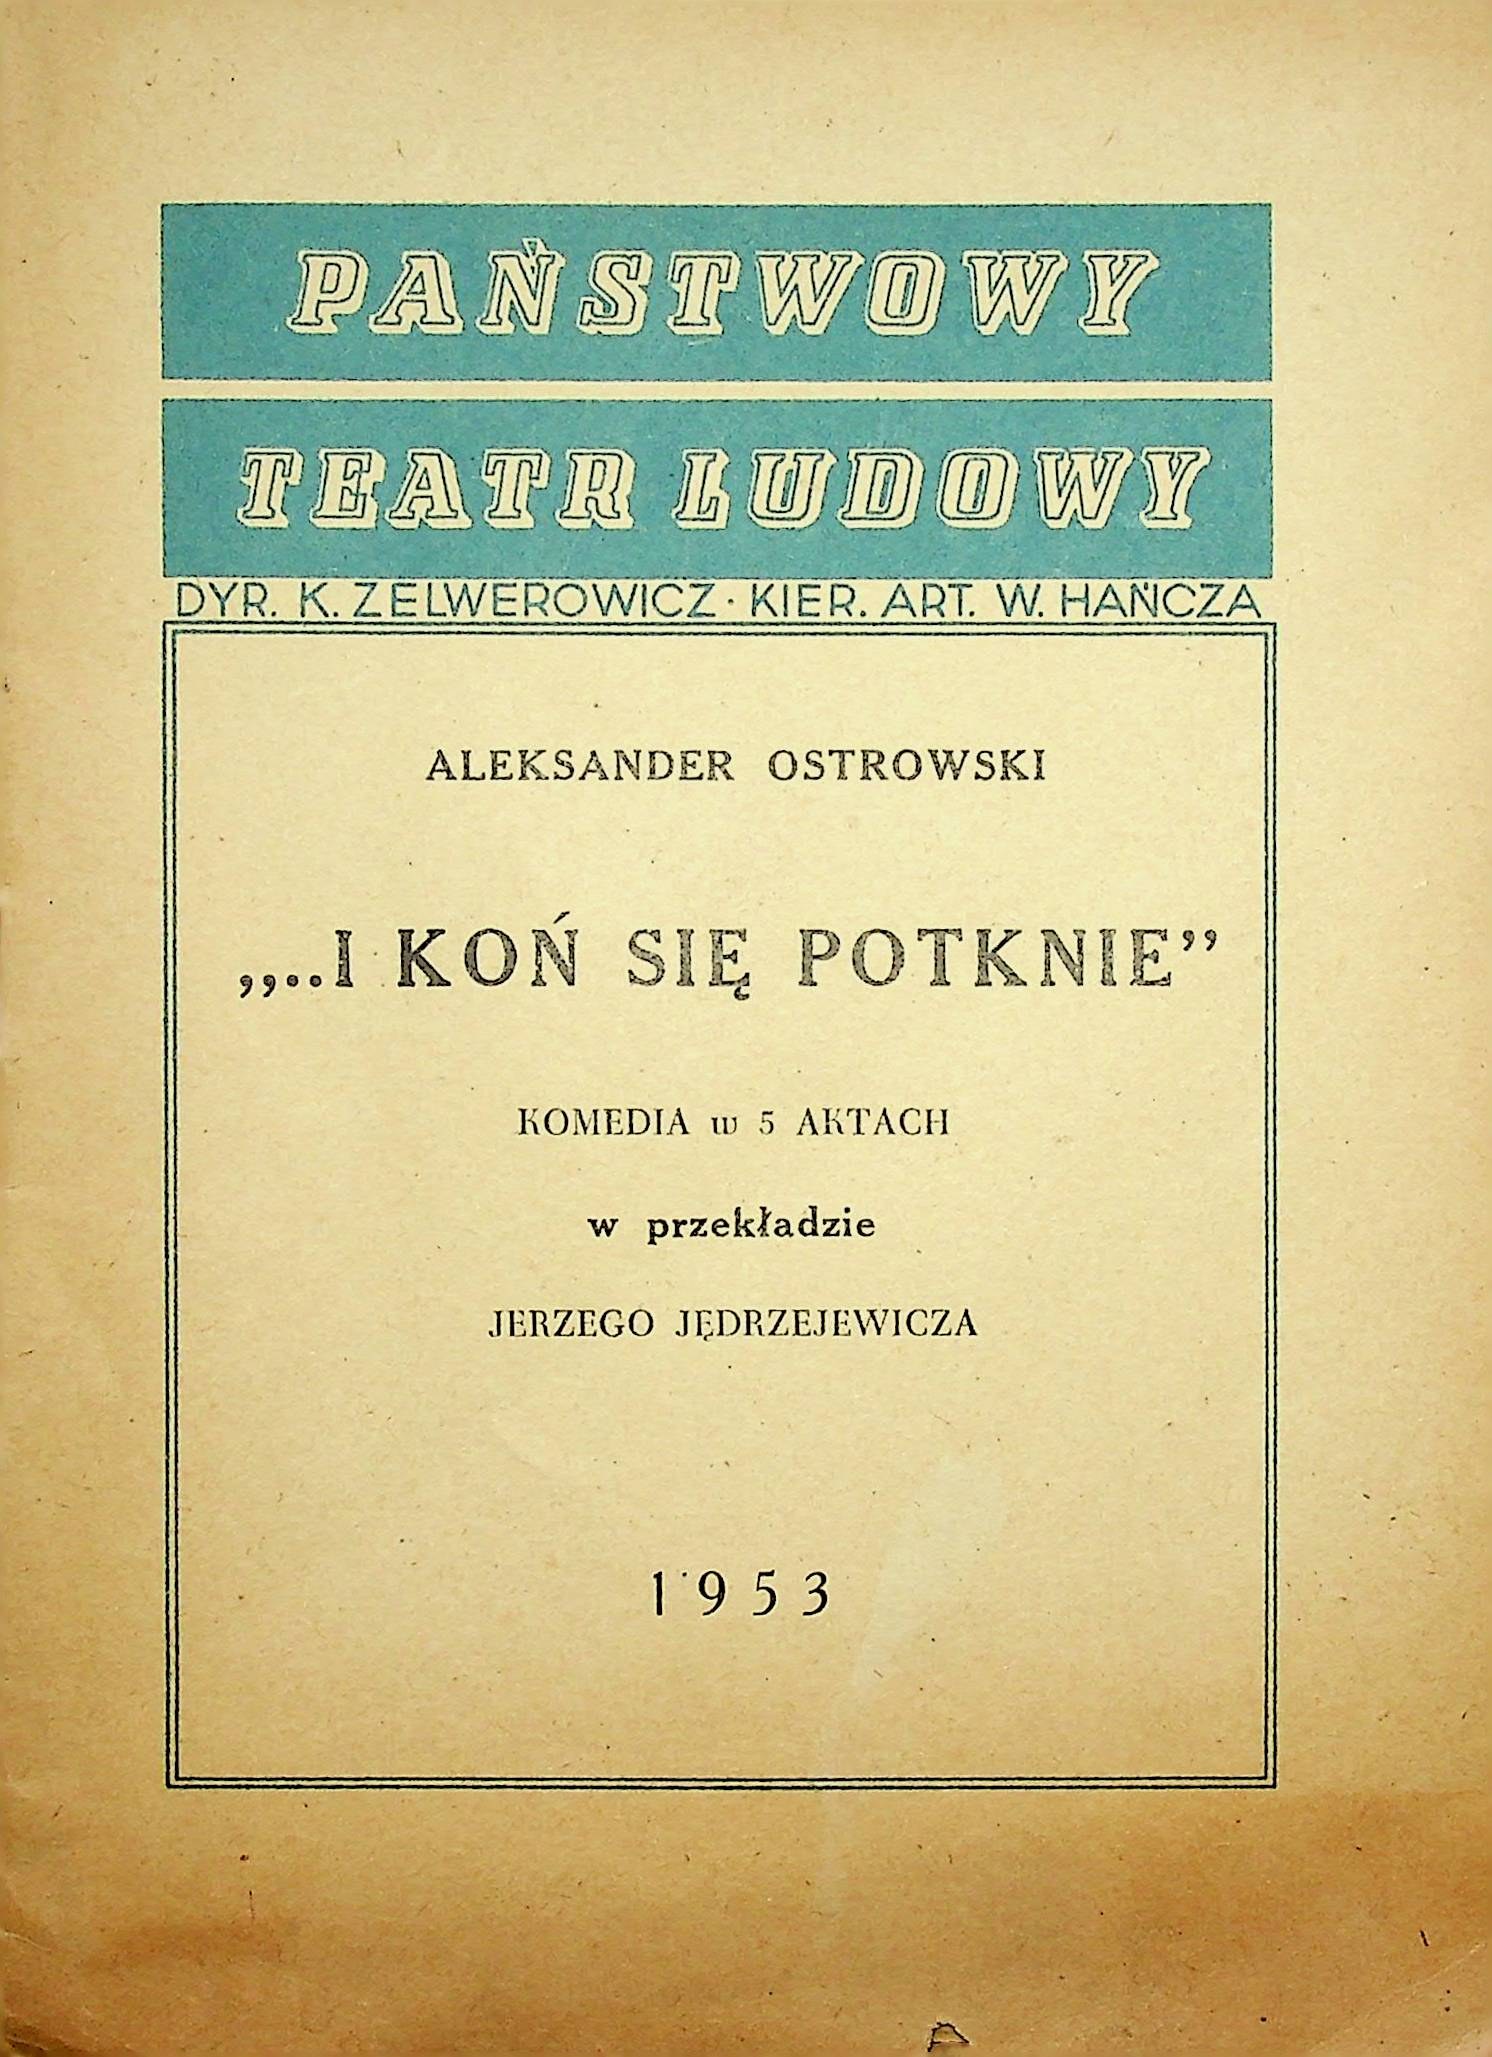 PAŃSTWOWY
TEATR LUDOWY
DYR. K. ZELWEROWICZ · KIER. ART. W. HAŃCZA
ALEKSANDER OSTROWSKI
„...I KOŃ SIĘ POTKNIE”
KOMEDIA w 5 AKTACH
w przekładzie
JERZEGO JĘDRZEJEWICZA
1953